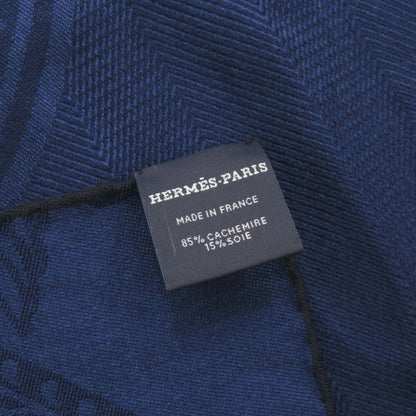 HERMÈS-PARIS
MADE IN FRANCE
85% CACHEMIRE
15% SOIE